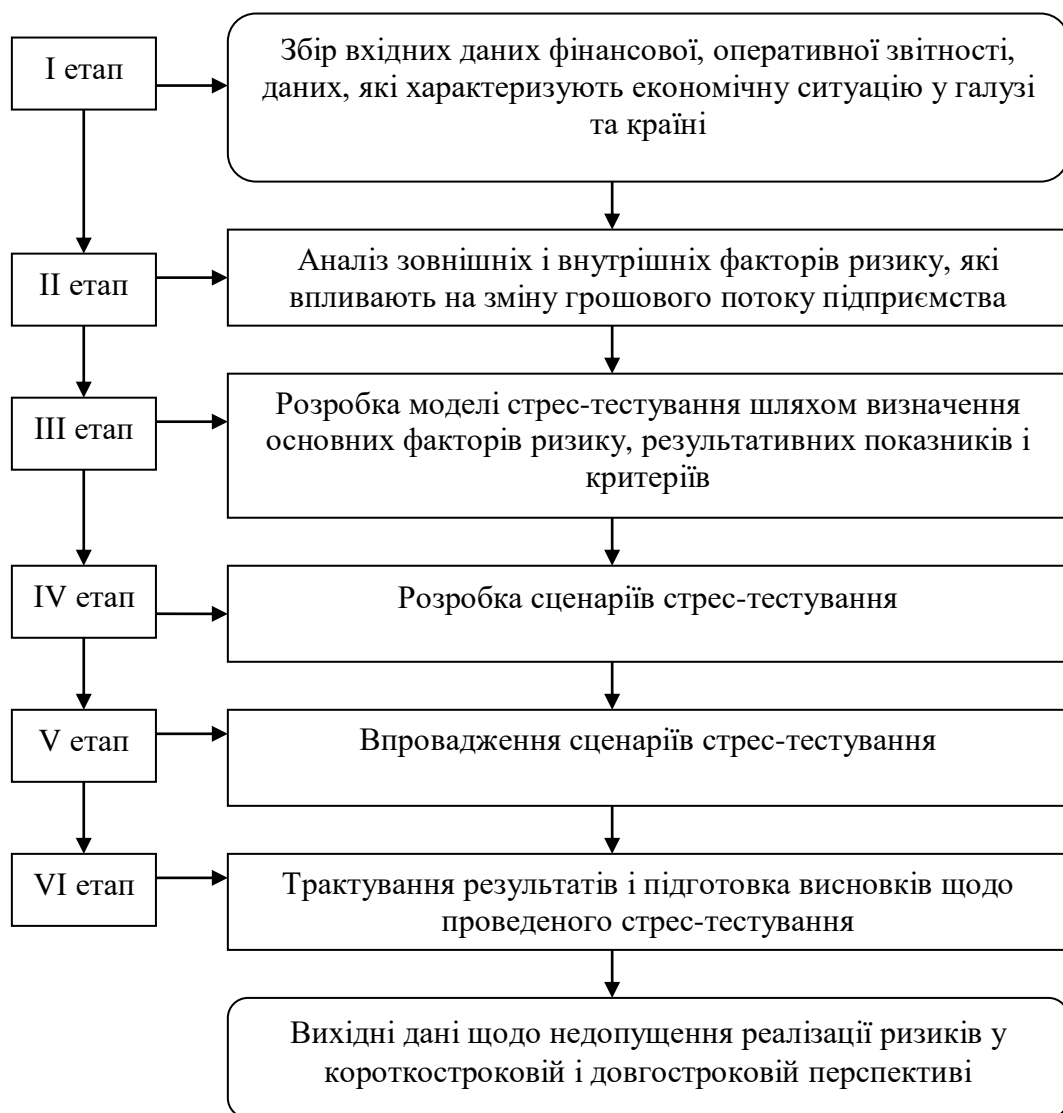 І етап
Збір вхідних даних фінансової, оперативної звітності,
даних, які характеризують економічну ситуацію у галузі
та країні
ІІ етап
Аналіз зовнішніх і внутрішніх факторів ризику, які
впливають на зміну грошового потоку підприємства
ІІІ етап
Розробка моделі стрес-тестування шляхом визначення
основних факторів ризику, результативних показників і
критеріїв
IV етап
Розробка сценаріїв стрес-тестування
V етап
Впровадження сценаріїв стрес-тестування
VI етап
Трактування результатів і підготовка висновків щодо
проведеного стрес-тестування
Вихідні дані щодо недопущення реалізації ризиків у
короткостроковій і довгостроковій перспективі